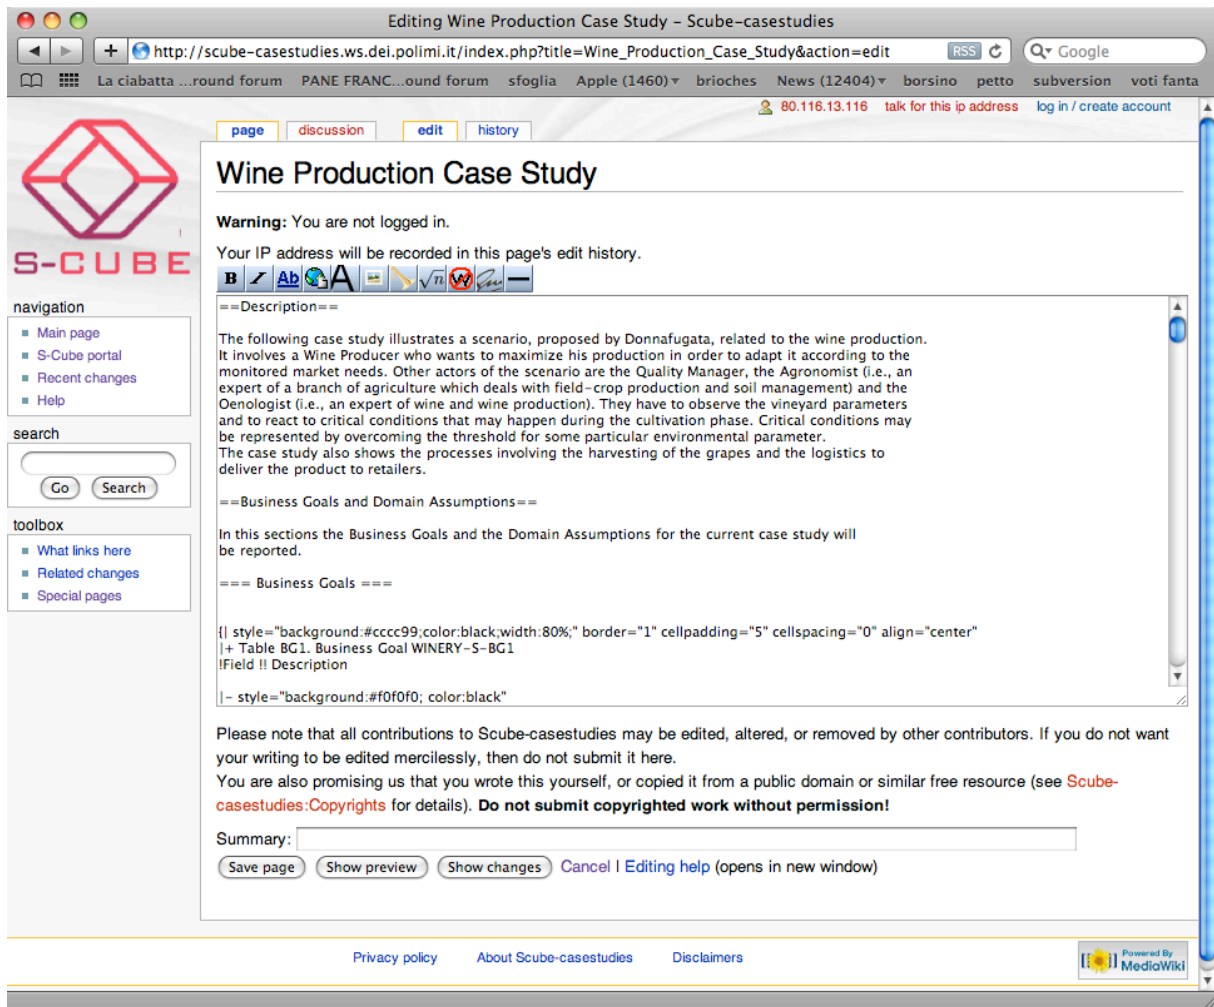 Editing Wine Production Case Study – Scube-casestudies
http://scube-casestudies.ws.dei.polimi.it/index.php?title=Wine_Production_Case_Study&action=edit RSS Google
La ciabatta ...round forum PANE FRANC...ound forum sfoglia Apple (1460) brioches News (12404) borsino petto subversion voti fanta
80.116.13.116 talk for this ip address log in / create account
page discussion edit history
S-CUBE
Wine Production Case Study
Warning: You are not logged in.
Your IP address will be recorded in this page's edit history.
B I Ab A √n W
navigation
Main page
S-Cube portal
Recent changes
Help
search
Go Search
toolbox
What links here
Related changes
Special pages
==Description==
The following case study illustrates a scenario, proposed by Donnafugata, related to the wine production.
It involves a Wine Producer who wants to maximize his production in order to adapt it according to the
monitored market needs. Other actors of the scenario are the Quality Manager, the Agronomist (i.e., an
expert of a branch of agriculture which deals with field-crop production and soil management) and the
Oenologist (i.e., an expert of wine and wine production). They have to observe the vineyard parameters
and to react to critical conditions that may happen during the cultivation phase. Critical conditions may
be represented by overcoming the threshold for some particular environmental parameter.
The case study also shows the processes involving the harvesting of the grapes and the logistics to
deliver the product to retailers.
==Business Goals and Domain Assumptions==
In this sections the Business Goals and the Domain Assumptions for the current case study will
be reported.
=== Business Goals ===
{| style="background:#cccc99;color:black;width:80%;" border="1" cellpadding="5" cellspacing="0" align="center"
|+ Table BG1. Business Goal WINERY-S-BG1
!Field !! Description
|- style="background:#f0f0f0; color:black"
Please note that all contributions to Scube-casestudies may be edited, altered, or removed by other contributors. If you do not want
your writing to be edited mercilessly, then do not submit it here.
You are also promising us that you wrote this yourself, or copied it from a public domain or similar free resource (see Scube-
casestudies:Copyrights for details). Do not submit copyrighted work without permission!
Summary:
Save page Show preview Show changes Cancel | Editing help (opens in new window)
Privacy policy About Scube-casestudies Disclaimers
Powered By
MediaWiki